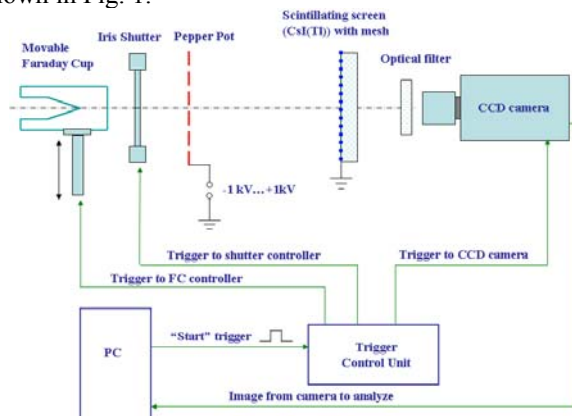 hown in Fig. 1.
Scintillating screen
(CsI(Tl)) with mesh
Iris Shutter
Pepper Pot
Movable
Faraday Cup
Optical filter
CCD camera
-1 kV…+1kV
Trigger to shutter controller
Trigger to CCD camera
Trigger to FC controller
“Start” trigger
PC
Trigger
Control Unit
Image from camera to analyze